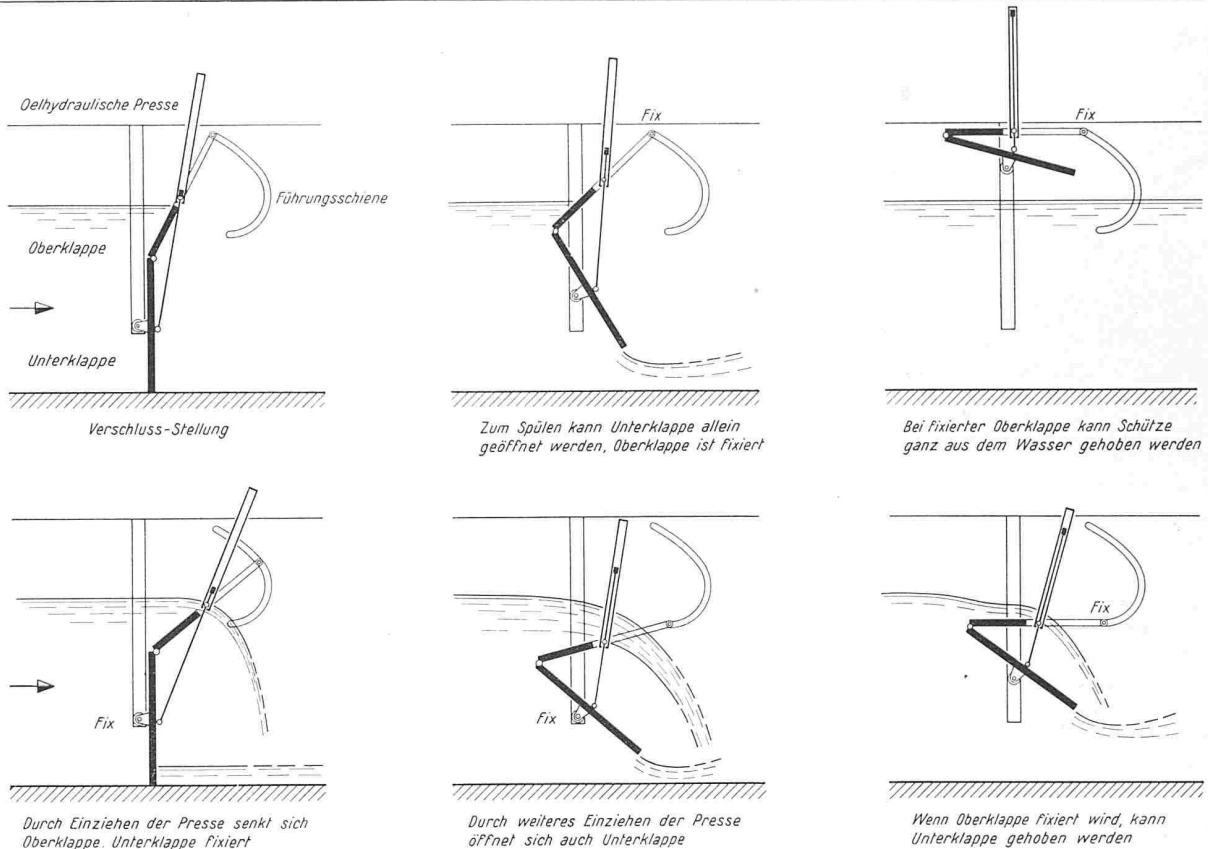 Oelhydraulische Presse
Führungsschiene
Oberklappe
Unterklappe
Verschluss-Stellung
Fix
Zum Spülen kann Unterklappe allein
geöffnet werden, Oberklappe ist fixiert
Fix
Bei fixierter Oberklappe kann Schütze
ganz aus dem Wasser gehoben werden
Fix
Durch Einziehen der Presse senkt sich
Oberklappe. Unterklappe fixiert
Fix
Durch weiteres Einziehen der Presse
öffnet sich auch Unterklappe
Fix
Wenn Oberklappe fixiert wird, kann
Unterklappe gehoben werden